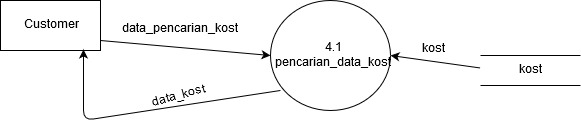 Customer
data_pencarian_kost
4.1
pencarian_data_kost
kost
kost
data_kost